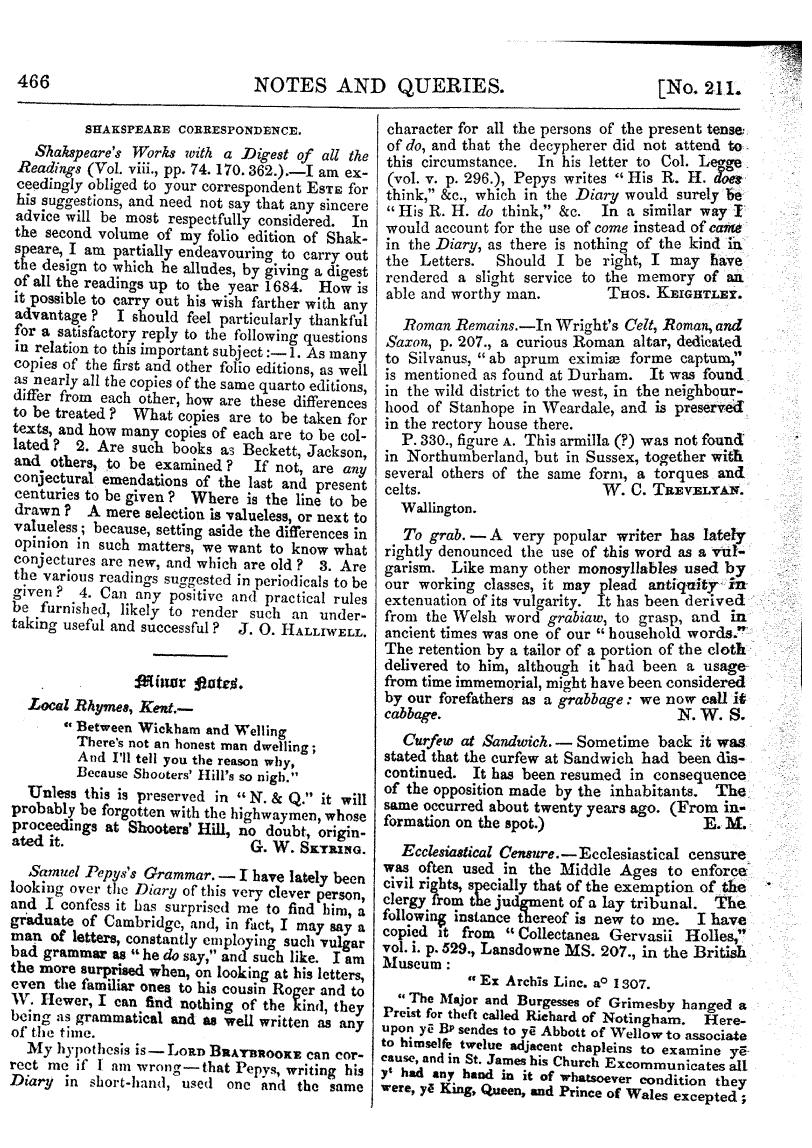 466
NOTES AND QUERIES.
[No. 211.
SHAKSPEARE CORRESPONDENCE.
Shakspeare's Works with a Digest of all the
Readings (Vol. viii., pp. 74. 170. 362.).—I am ex-
ceedingly obliged to your correspondent ESTE for
his suggestions, and need not say that any sincere
advice will be most respectfully considered. In
the second volume of my folio edition of Shak-
speare, I am partially endeavouring to carry out
the design to which he alludes, by giving a digest
of all the readings up to the year 1684. How is
it possible to carry out his wish farther with any
advantage? I should feel particularly thankful
for a satisfactory reply to the following questions
in relation to this important subject:—1. As many
copies of the first and other folio editions, as well
as nearly all the copies of the same quarto editions,
differ from each other, how are these differences
to be treated? What copies are to be taken for
texts, and how many copies of each are to be col-
lated? 2. Are such books as Beckett, Jackson,
and others, to be examined? If not, are any
conjectural emendations of the last and present
centuries to be given? Where is the line to be
drawn? A mere selection is valueless, or next to
valueless; because, setting aside the differences in
opinion in such matters, we want to know what
conjectures are new, and which are old? 3. Are
the various readings suggested in periodicals to be
given? 4. Can any positive and practical rules
be furnished, likely to render such an under-
taking useful and successful? J. O. HALLIWELL.
Minor Notes.
Local Rhymes, Kent.—
"Between Wickham and Welling
There's not an honest man dwelling;
And I'll tell you the reason why,
Because Shooters' Hill's so nigh."
Unless this is preserved in "N. & Q." it will
probably be forgotten with the highwaymen, whose
proceedings at Shooters' Hill, no doubt, origin-
ated it. G. W. SKYRING.
Samuel Pepys's Grammar.—I have lately been
looking over the Diary of this very clever person,
and I confess it has surprised me to find him, a
graduate of Cambridge, and, in fact, I may say a
man of letters, constantly employing such vulgar
bad grammar as "he do say," and such like. I am
the more surprised when, on looking at his letters,
even the familiar ones to his cousin Roger and to
W. Hewer, I can find nothing of the kind, they
being as grammatical and as well written as any
of the time.
My hypothesis is—LORD BRAYBROOKE can cor-
rect me if I am wrong—that Pepys, writing his
Diary in short-hand, used one and the same
character for all the persons of the present tense
of do, and that the decypherer did not attend to
this circumstance. In his letter to Col. Legge
(vol. v. p. 296.), Pepys writes "His R. H. does
think," &c., which in the Diary would surely be
"His R. H. do think," &c. In a similar way I
would account for the use of come instead of came
in the Diary, as there is nothing of the kind in
the Letters. Should I be right, I may have
rendered a slight service to the memory of an
able and worthy man. THOS. KEIGHTLEY.
Roman Remains.—In Wright's Celt, Roman, and
Saxon, p. 207., a curious Roman altar, dedicated
to Silvanus, "ab aprum eximiæ forme captum,"
is mentioned as found at Durham. It was found
in the wild district to the west, in the neighbour-
hood of Stanhope in Weardale, and is preserved
in the rectory house there.
P. 330., figure A. This armilla (?) was not found
in Northumberland, but in Sussex, together with
several others of the same form, a torques and
celts. W. C. TREVELYAN.
Wallington.
To grab.—A very popular writer has lately
rightly denounced the use of this word as a vul-
garism. Like many other monosyllables used by
our working classes, it may plead antiquity in
extenuation of its vulgarity. It has been derived
from the Welsh word grabiaw, to grasp, and in
ancient times was one of our "household words."
The retention by a tailor of a portion of the cloth
delivered to him, although it had been a usage
from time immemorial, might have been considered
by our forefathers as a grabbage: we now call it
cabbage. N. W. S.
Curfew at Sandwich.—Sometime back it was
stated that the curfew at Sandwich had been dis-
continued. It has been resumed in consequence
of the opposition made by the inhabitants. The
same occurred about twenty years ago. (From in-
formation on the spot.) E. M.
Ecclesiastical Censure.—Ecclesiastical censure
was often used in the Middle Ages to enforce
civil rights, specially that of the exemption of the
clergy from the judgment of a lay tribunal. The
following instance thereof is new to me. I have
copied it from "Collectanea Gervasii Holles,"
vol. i. p. 529., Lansdowne MS. 207., in the British
Museum:
"Ex Archīs Linc. a⁰ 1307.
"The Major and Burgesses of Grimesby hanged a
Preist for theft called Richard of Notingham. Here-
upon yē Bᵖ sendes to yē Abbott of Wellow to associate
to himselfe twelue adjacent chapleins to examine yē
cause, and in St. James his Church Excommunicates all
yᵗ had any hand in it of whatsoever condition they
were, yē King, Queen, and Prince of Wales excepted;